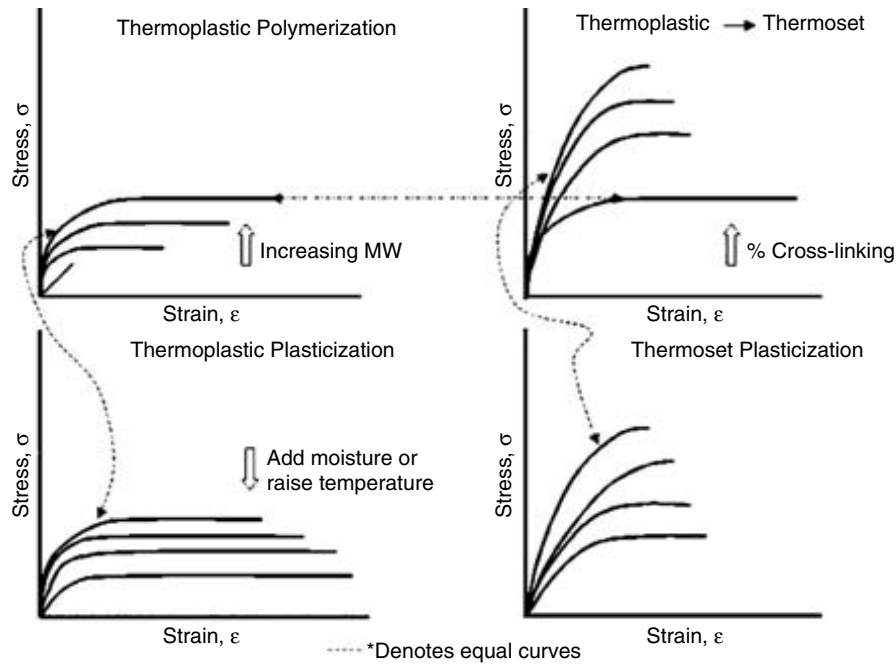 Thermoplastic Polymerization
Stress, σ
Increasing MW
Strain, ε
Thermoplastic → Thermoset
Stress, σ
% Cross-linking
Strain, ε
Thermoplastic Plasticization
Stress, σ
Add moisture or
raise temperature
Strain, ε
Thermoset Plasticization
Stress, σ
Strain, ε
*Denotes equal curves